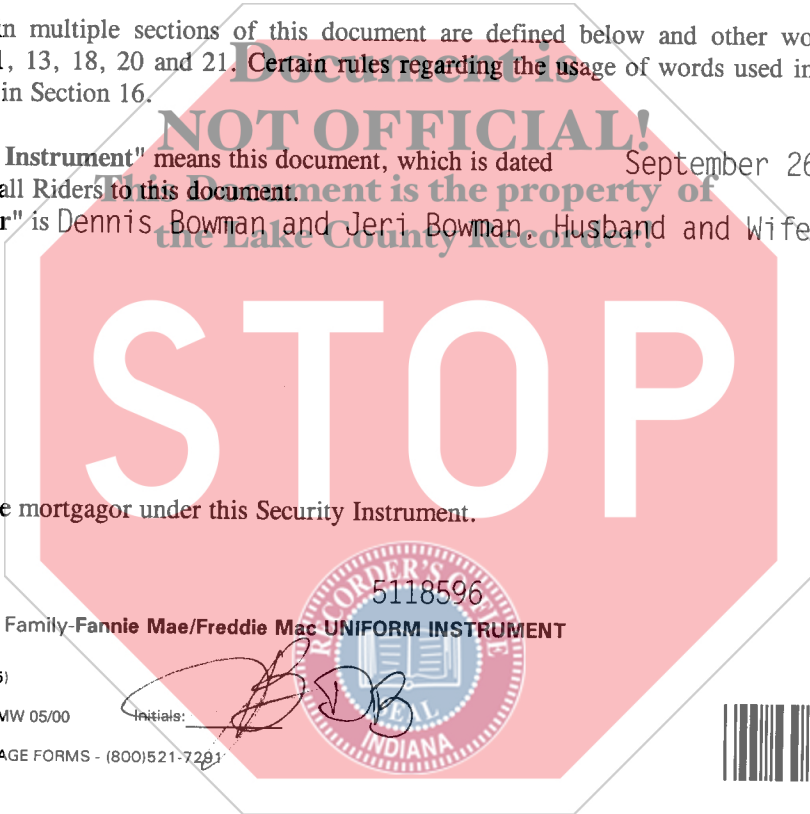 in multiple sections of this document are defined below and other wo
, 13, 18, 20 and 21. Certain rules regarding the usage of words used in
in Section 16.
Document is
NOT OFFICIAL!
This Document is the property of
the Lake County Recorder!
Instrument" means this document, which is dated September 26
all Riders to this document.
r" is Dennis Bowman and Jeri Bowman, Husband and Wife
STOP
e mortgagor under this Security Instrument.
5118596
Family-Fannie Mae/Freddie Mac UNIFORM INSTRUMENT
MW 05/00 Initials: DB
AGE FORMS - (800)521-7291
RECORDER'S OFFICE
SEAL
INDIANA